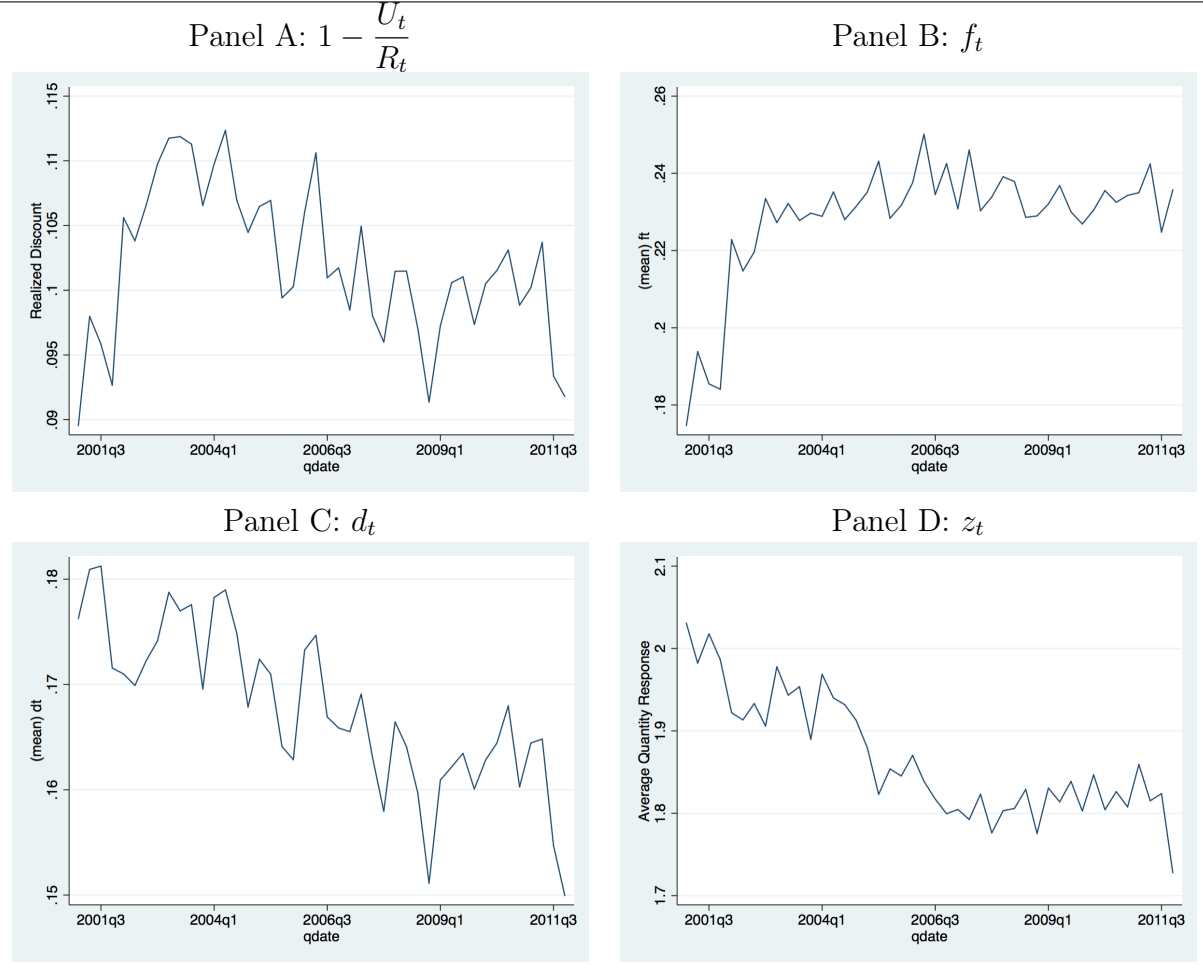 Panel A: 1 − U_t/R_t
Panel B: f_t
.115
.11
.105
.1
.095
.09
Realized Discount
2001q3 2004q1 2006q3 2009q1 2011q3
qdate
.26
.24
.22
.2
.18
(mean) ft
2001q3 2004q1 2006q3 2009q1 2011q3
qdate
Panel C: d_t
Panel D: z_t
.18
.17
.16
.15
(mean) dt
2001q3 2004q1 2006q3 2009q1 2011q3
qdate
2.1
2
1.9
1.8
1.7
Average Quantity Response
2001q3 2004q1 2006q3 2009q1 2011q3
qdate